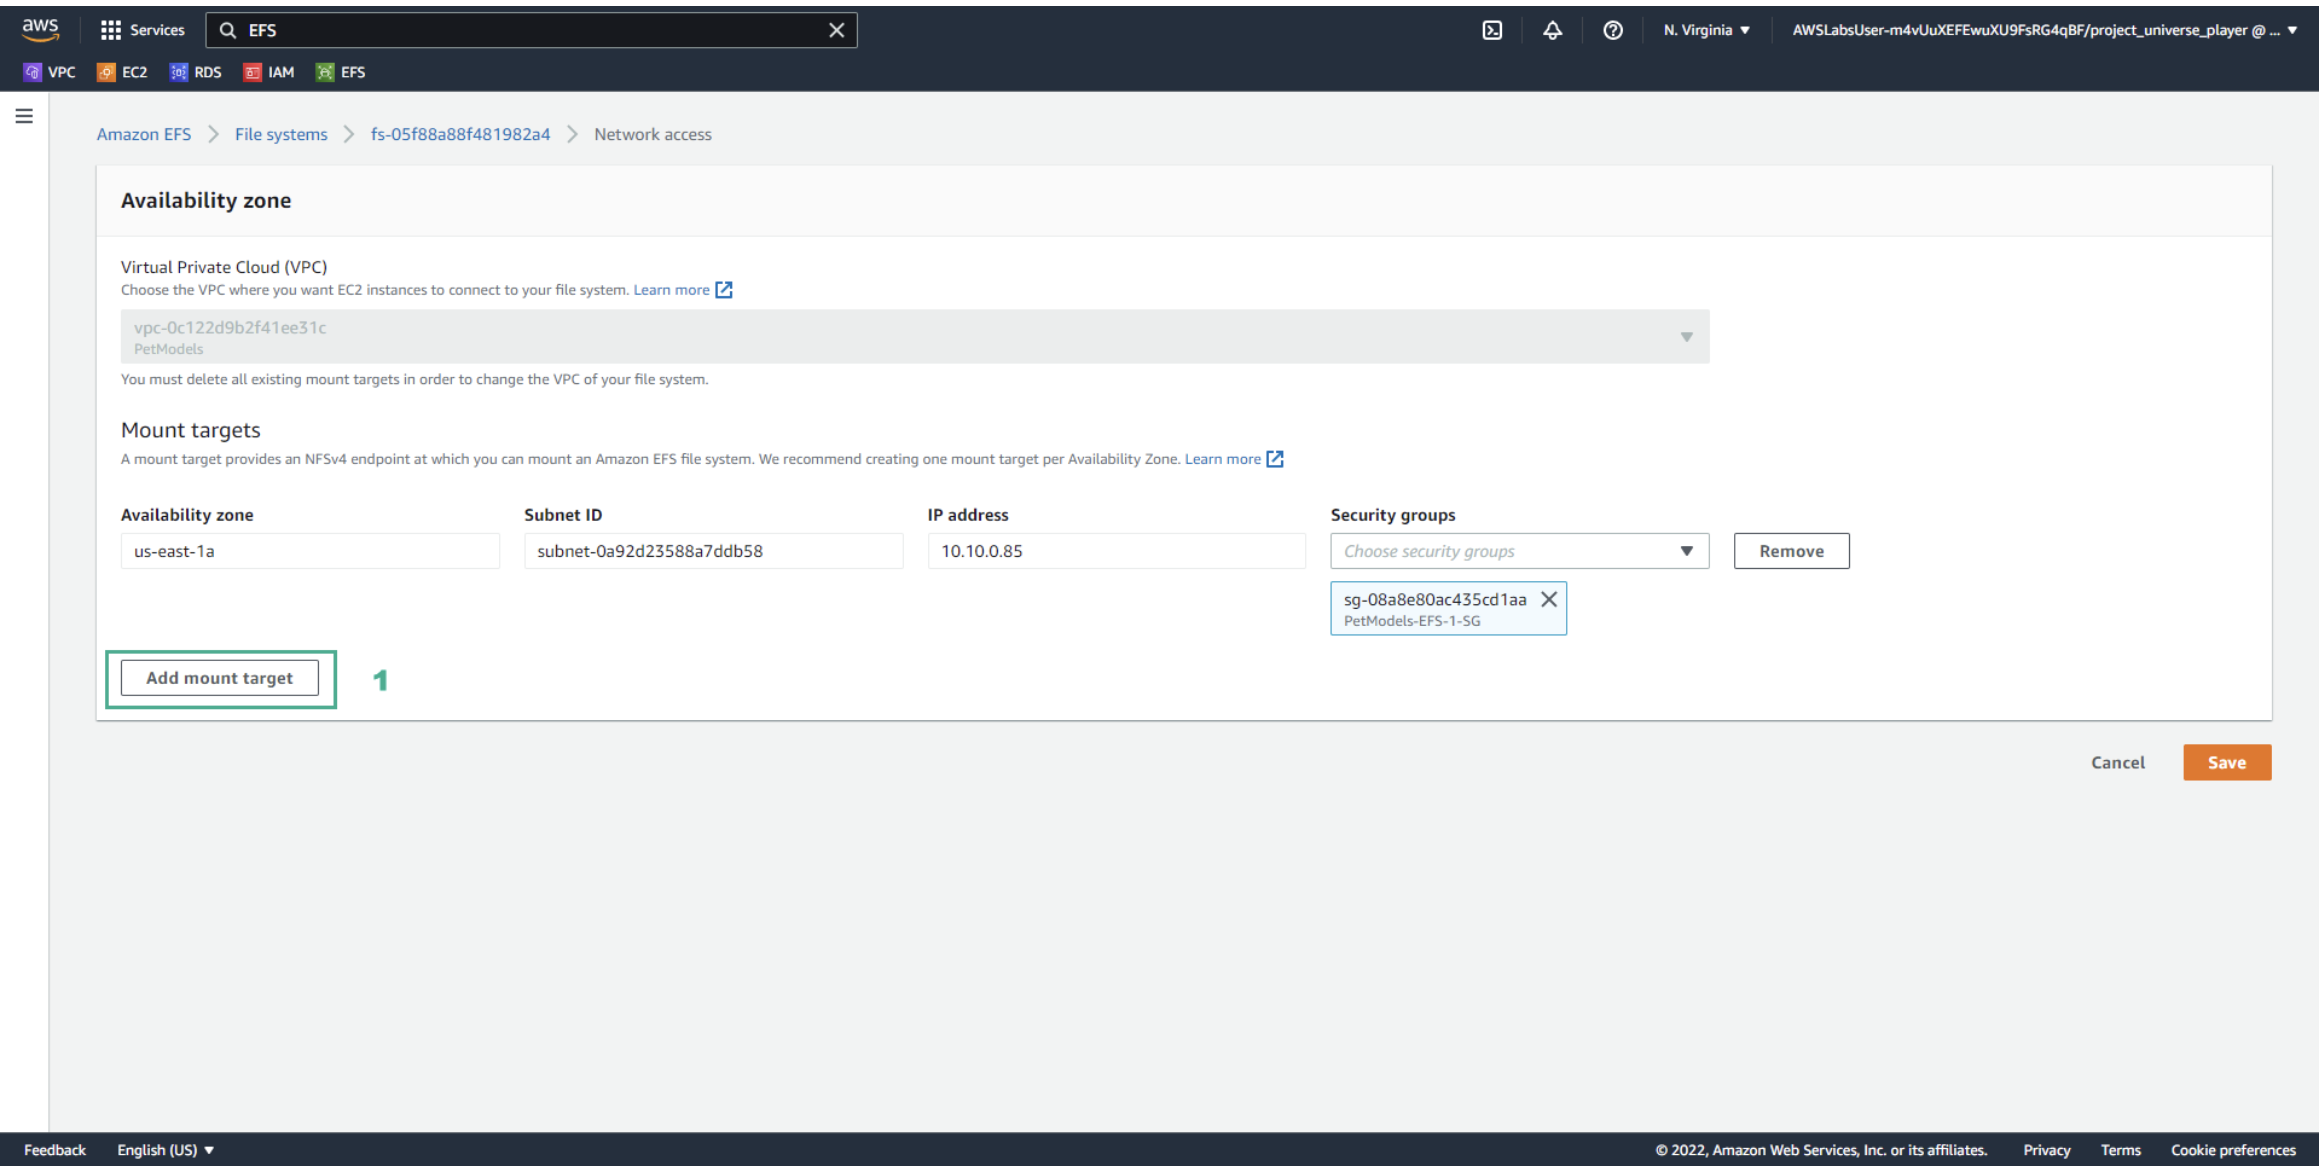 aws Services EFS N. Virginia ▼ AWSLabsUser-m4vUuXEFEwuXU9FsRG4qBF/project_universe_player @ ... ▼
VPC EC2 RDS IAM EFS
Amazon EFS > File systems > fs-05f88a88f481982a4 > Network access
Availability zone
Virtual Private Cloud (VPC)
Choose the VPC where you want EC2 instances to connect to your file system. Learn more
vpc-0c122d9b2f41ee31c
PetModels
You must delete all existing mount targets in order to change the VPC of your file system.
Mount targets
A mount target provides an NFSv4 endpoint at which you can mount an Amazon EFS file system. We recommend creating one mount target per Availability Zone. Learn more
Availability zone Subnet ID IP address Security groups
us-east-1a subnet-0a92d23588a7ddb58 10.10.0.85 Choose security groups Remove
sg-08a8e80ac435cd1aa
PetModels-EFS-1-SG
Add mount target 1
Cancel Save
Feedback English (US) ▼ © 2022, Amazon Web Services, Inc. or its affiliates. Privacy Terms Cookie preferences